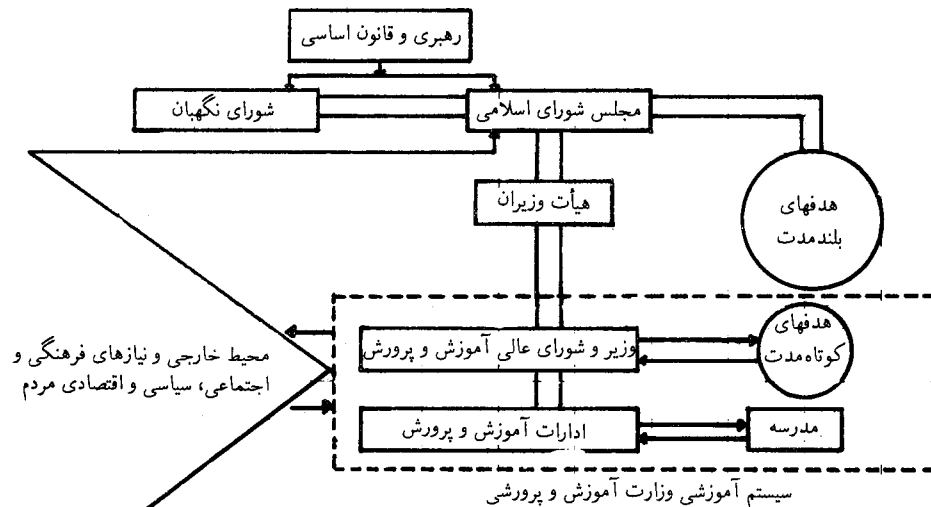 رهبری و قانون اساسی
شورای نگهبان
مجلس شورای اسلامی
هیأت وزیران
هدفهای
بلندمدت
هدفهای
کوتاه‌مدت
وزیر و شورای عالی آموزش و پرورش
محیط خارجی و نیازهای فرهنگی و
اجتماعی، سیاسی و اقتصادی مردم
ادارات آموزش و پرورش
مدرسه
سیستم آموزشی وزارت آموزش و پرورشی